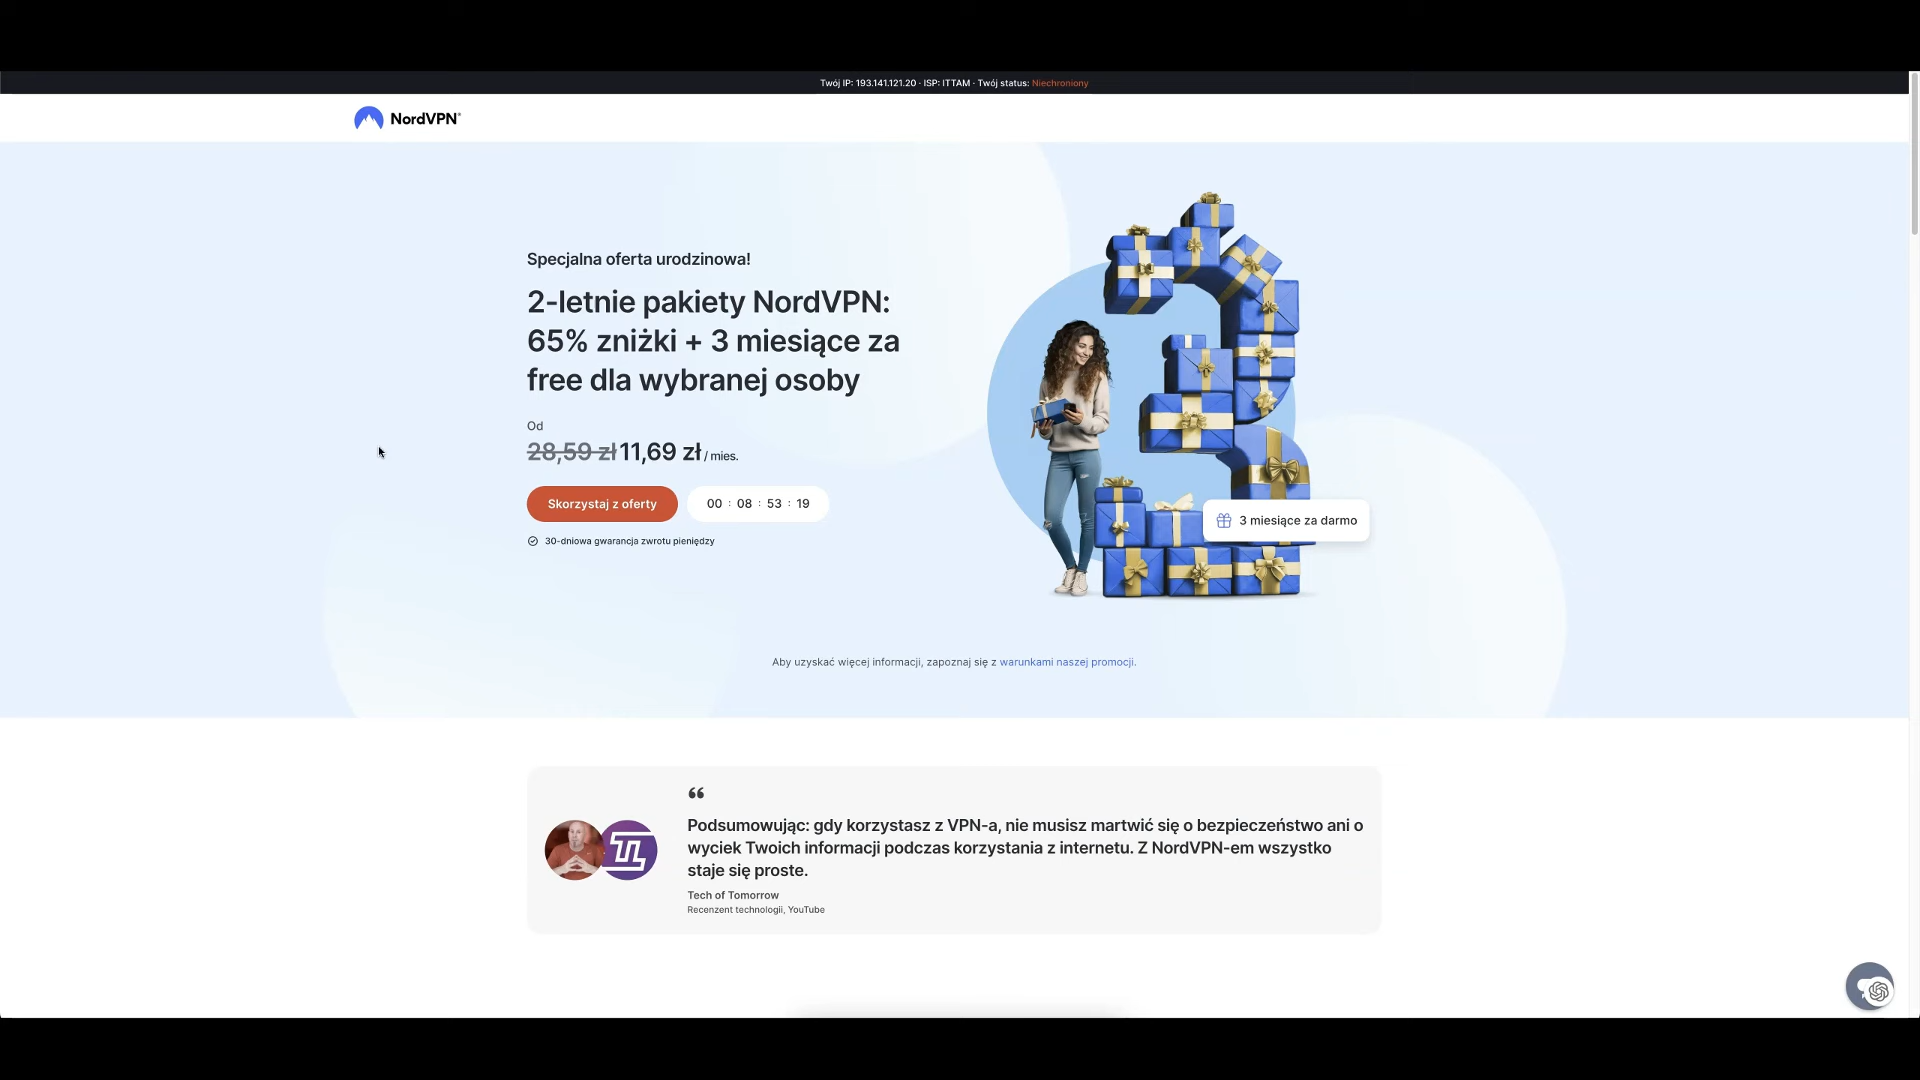 Twój IP: 193.141.121.20 · ISP: ITTAM · Twój status: Niechroniony
NordVPN®
Specjalna oferta urodzinowa!
2-letnie pakiety NordVPN:
65% zniżki + 3 miesiące za
free dla wybranej osoby
Od
28,59 zł 11,69 zł / mies.
Skorzystaj z oferty
00 : 08 : 53 : 19
30-dniowa gwarancja zwrotu pieniędzy
3 miesiące za darmo
Aby uzyskać więcej informacji, zapoznaj się z warunkami naszej promocji.
“
Podsumowując: gdy korzystasz z VPN-a, nie musisz martwić się o bezpieczeństwo ani o
wyciek Twoich informacji podczas korzystania z internetu. Z NordVPN-em wszystko
staje się proste.
Tech of Tomorrow
Recenzent technologii, YouTube